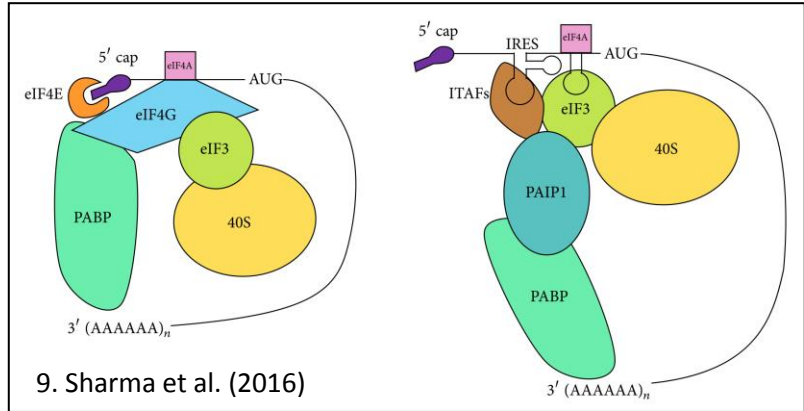 5′ cap
eIF4A
AUG
eIF4E
eIF4G
eIF3
PABP
40S
3′ (AAAAAA)n
IRES
eIF4A
AUG
5′ cap
ITAFs
eIF3
40S
PAIP1
PABP
3′ (AAAAAA)n
9. Sharma et al. (2016)